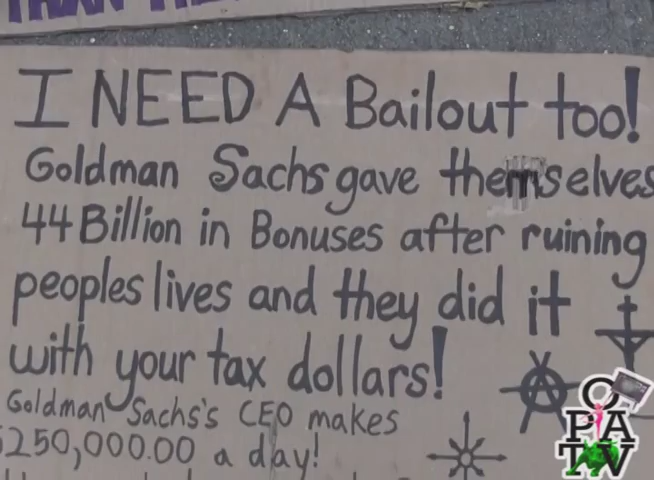 I NEED A Bailout too!
Goldman Sachs gave themselves
44 Billion in Bonuses after ruining
peoples lives and they did it
with your tax dollars!
Goldman Sachs's CEO makes
$250,000.00 a day!
OPATV